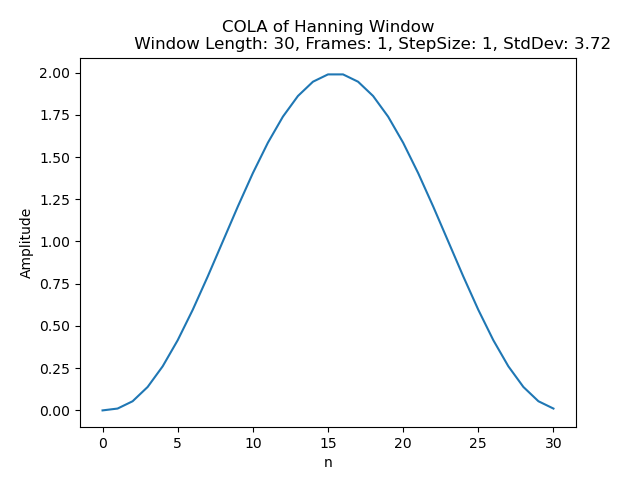 COLA of Hanning Window
Window Length: 30, Frames: 1, StepSize: 1, StdDev: 3.72
2.00
1.75
1.50
1.25
1.00
0.75
0.50
0.25
0.00
Amplitude
0 5 10 15 20 25 30
n